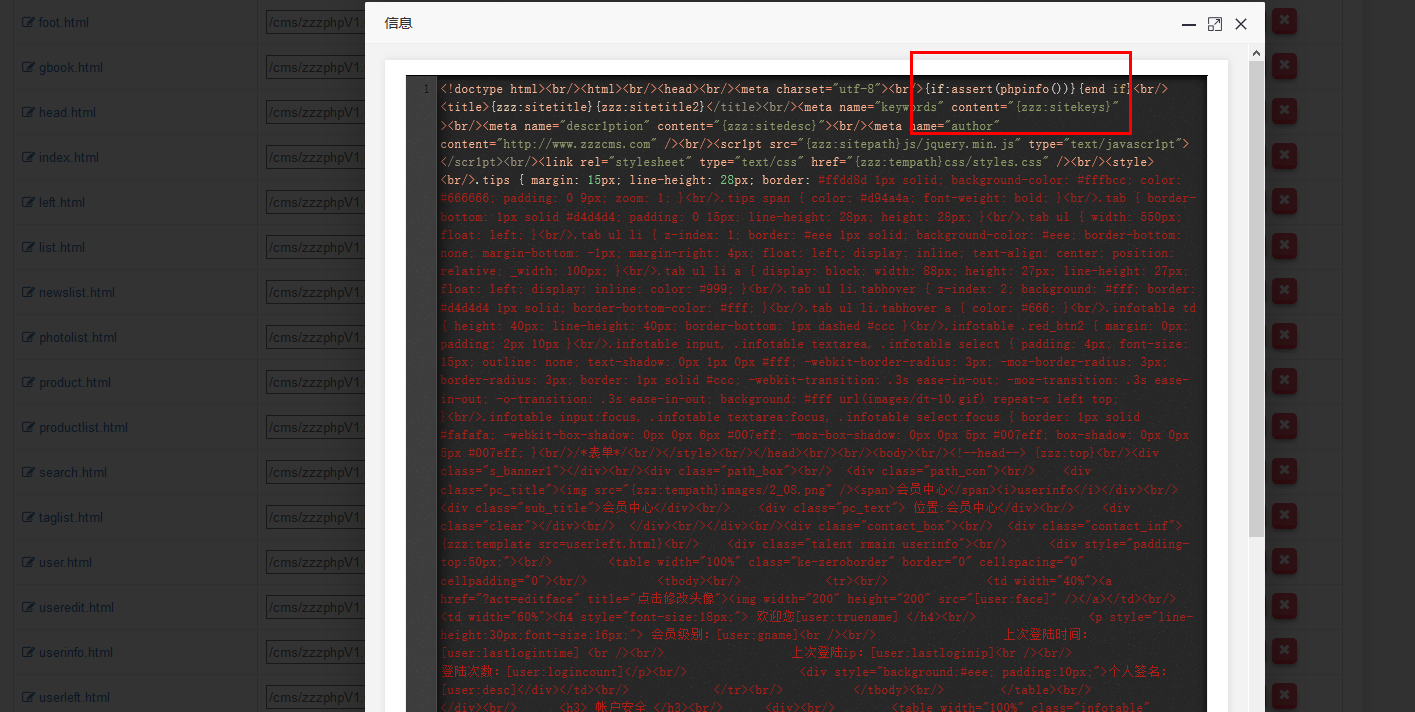 foot.html
/cms/zzzphpV1.
gbook.html
/cms/zzzphpV1.
head.html
/cms/zzzphpV1.
index.html
/cms/zzzphpV1.
left.html
/cms/zzzphpV1.
list.html
/cms/zzzphpV1.
newslist.html
/cms/zzzphpV1.
photolist.html
/cms/zzzphpV1.
product.html
/cms/zzzphpV1.
productlist.html
/cms/zzzphpV1.
search.html
/cms/zzzphpV1.
taglist.html
/cms/zzzphpV1.
user.html
/cms/zzzphpV1.
useredit.html
/cms/zzzphpV1.
userinfo.html
/cms/zzzphpV1.
userleft.html
/cms/zzzphpV1.
信息
1 <!doctype html><br/><html><br/><head><br/><meta charset="utf-8"><br/>{if:assert(phpinfo())}{end if}<br/>
<title>{zzz:sitetitle}{zzz:sitetitle2}</title><br/><meta name="keywords" content="{zzz:sitekeys}"
><br/><meta name="descr1ption" content="{zzz:sitedesc}"><br/><meta name="author"
content="http://www.zzzcms.com" /><br/><scr1pt src="{zzz:sitepath}js/jquery.min.js" type="text/javascr1pt">
</scr1pt><br/><link rel="stylesheet" type="text/css" href="{zzz:tempath}css/styles.css" /><br/><style>
<br/>.tips { margin: 15px; line-height: 28px; border: #ffdd8d 1px solid; background-color: #fffbcc; color:
#666666; padding: 0 9px; zoom: 1; }<br/>.tips span { color: #d94a4a; font-weight: bold; }<br/>.tab { border-
bottom: 1px solid #d4d4d4; padding: 0 15px; line-height: 28px; height: 28px; }<br/>.tab ul { width: 550px;
float: left; }<br/>.tab ul li { z-index: 1; border: #eee 1px solid; background-color: #eee; border-bottom:
none; margin-bottom: -1px; margin-right: 4px; float: left; display: inline; text-align: center; position:
relative; _width: 100px; }<br/>.tab ul li a { display: block; width: 88px; height: 27px; line-height: 27px;
float: left; display: inline; color: #999; }<br/>.tab ul li.tabhover { z-index: 2; background: #fff; border:
#d4d4d4 1px solid; border-bottom-color: #fff; }<br/>.tab ul li.tabhover a { color: #666; }<br/>.infotable td
{ height: 40px; line-height: 40px; border-bottom: 1px dashed #ccc }<br/>.infotable .red_btn2 { margin: 0px;
padding: 2px 10px }<br/>.infotable input, .infotable textarea, .infotable select { padding: 4px; font-size:
15px; outline: none; text-shadow: 0px 1px 0px #fff; -webkit-border-radius: 3px; -moz-border-radius: 3px;
border-radius: 3px; border: 1px solid #ccc; -webkit-transition: .3s ease-in-out; -moz-transition: .3s ease-
in-out; -o-transition: .3s ease-in-out; background: #fff url(images/dt-10.gif) repeat-x left top;
}<br/>.infotable input:focus, .infotable textarea:focus, .infotable select:focus { border: 1px solid
#fafafa; -webkit-box-shadow: 0px 0px 6px #007eff; -moz-box-shadow: 0px 0px 5px #007eff; box-shadow: 0px 0px
5px #007eff; }<br/>/*表单*/<br/></style><br/></head><br/><br/><body><br/><!--head--> {zzz:top}<br/><div
class="s_banner1"></div><br/><div class="path_box"><br/>  <div class="path_con"><br/>    <div
class="pc_title"><img src="{zzz:tempath}images/2_08.png" /><span>会员中心</span><i>userinfo</i></div><br/>
<div class="sub_title">会员中心</div><br/>    <div class="pc_text"> 位置:会员中心</div><br/>    <div
class="clear"></div><br/>  </div><br/></div><br/><div class="contact_box"><br/>  <div class="contact_inf">
{zzz:template src=userleft.html}<br/>    <div class="talent rmain userinfo"><br/>      <div style="padding-
top:50px;"><br/>        <table width="100%" class="ke-zeroborder" border="0" cellspacing="0"
cellpadding="0"><br/>          <tbody><br/>            <tr><br/>              <td width="40%"><a
href="?act=editface" title="点击修改头像"><img width="200" height="200" src="[user:face]" /></a></td><br/>
<td width="60%"><h4 style="font-size:18px;"> 欢迎您[user:truename] </h4><br/>                <p style="line-
height:30px;font-size:16px;"> 会员级别：[user:gname]<br /><br/>                  上次登陆时间：
[user:lastlogintime] <br /><br/>                  上次登陆ip：[user:lastloginip]<br /><br/>
登陆次数：[user:logincount]</p><br/>                <div style="background:#eee; padding:10px;">个人签名：
[user:desc]</div></td><br/>            </tr><br/>          </tbody><br/>        </table><br/>
</div><br/>      <h3> 帐户安全 </h3><br/>      <div><br/>        <table width="100%" class="infotable"